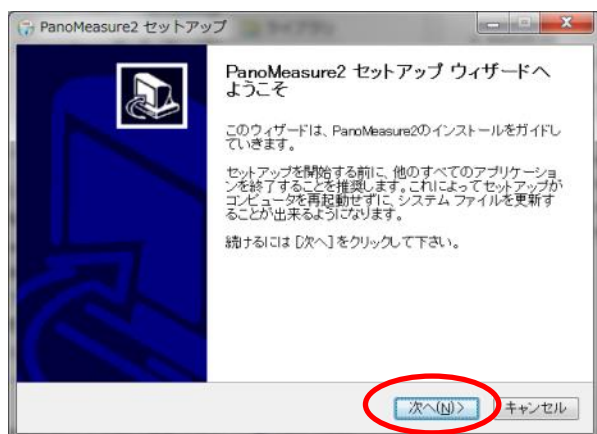 PanoMeasure2 セットアップ
PanoMeasure2 セットアップ ウィザードへ
ようこそ
このウィザードは、PanoMeasure2のインストールをガイドし
ていきます。
セットアップを開始する前に、他のすべてのアプリケーショ
ンを終了することを推奨します。これによってセットアップが
コンピュータを再起動せずに、システム ファイルを更新す
ることが出来るようになります。
続けるには [次へ] をクリックして下さい。
次へ(N)>
キャンセル